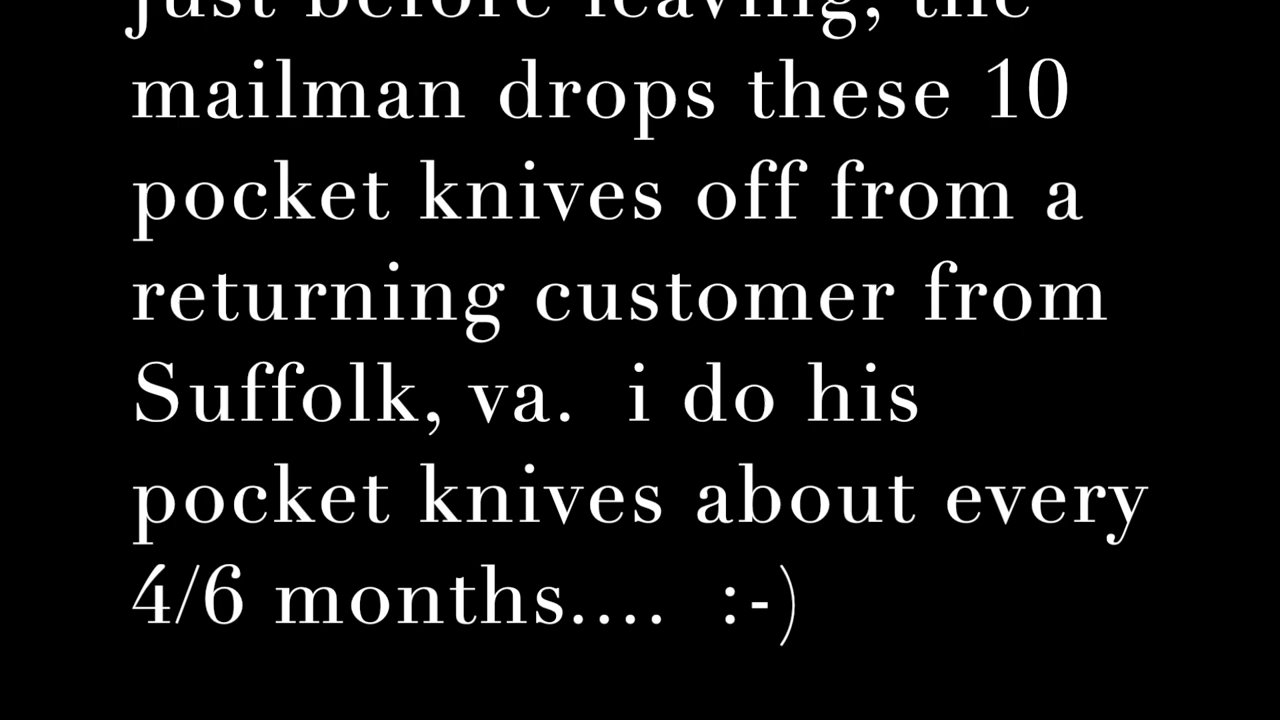 just before leaving, the
mailman drops these 10
pocket knives off from a
returning customer from
Suffolk, va.  i do his
pocket knives about every
4/6 months....  :-)